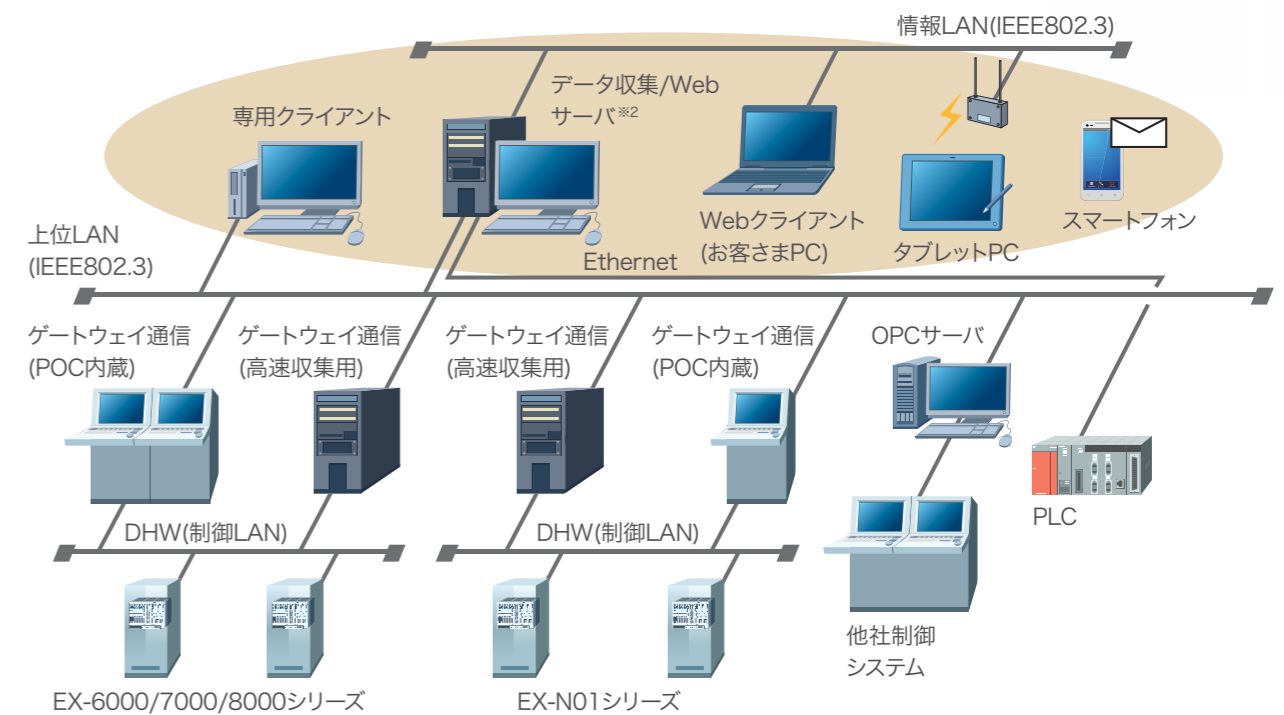 情報LAN(IEEE802.3)
データ収集/Web
サーバ※2
専用クライアント
Webクライアント
(お客さまPC)
タブレットPC
スマートフォン
上位LAN
(IEEE802.3)
Ethernet
ゲートウェイ通信
(POC内蔵)
ゲートウェイ通信
(高速収集用)
ゲートウェイ通信
(高速収集用)
ゲートウェイ通信
(POC内蔵)
OPCサーバ
PLC
DHW(制御LAN)
DHW(制御LAN)
他社制御
システム
EX-6000/7000/8000シリーズ
EX-N01シリーズ